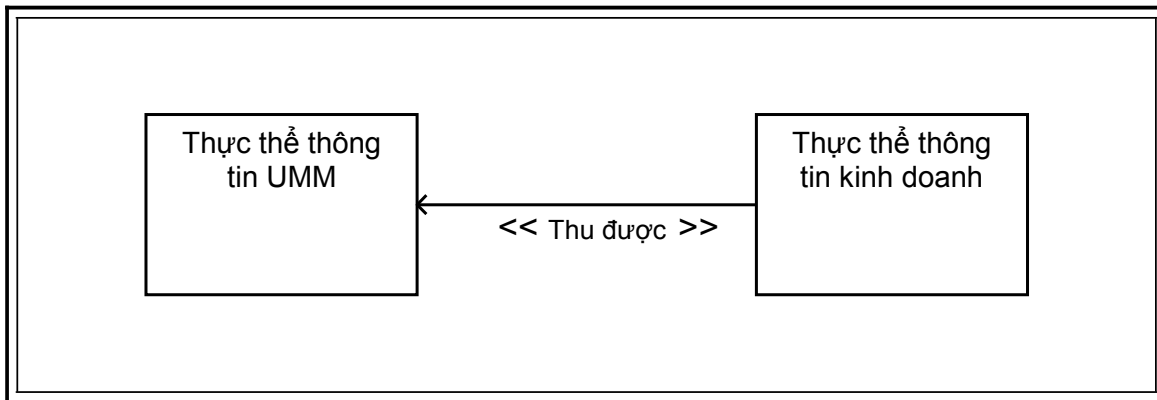 Thực thể thông
tin UMM
Thực thể thông
tin kinh doanh
<< Thu được >>